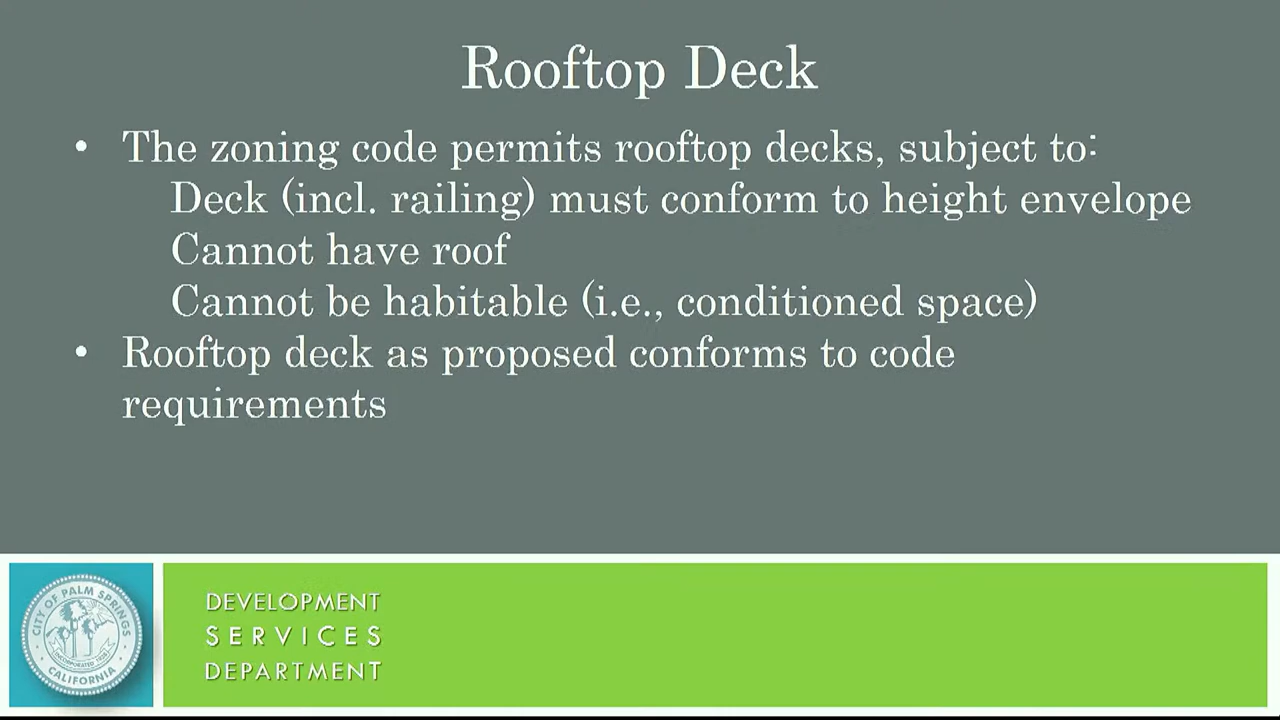 Rooftop Deck
• The zoning code permits rooftop decks, subject to:
Deck (incl. railing) must conform to height envelope
Cannot have roof
Cannot be habitable (i.e., conditioned space)
• Rooftop deck as proposed conforms to code
requirements
CITY OF PALM SPRINGS
CALIFORNIA
DEVELOPMENT
SERVICES
DEPARTMENT